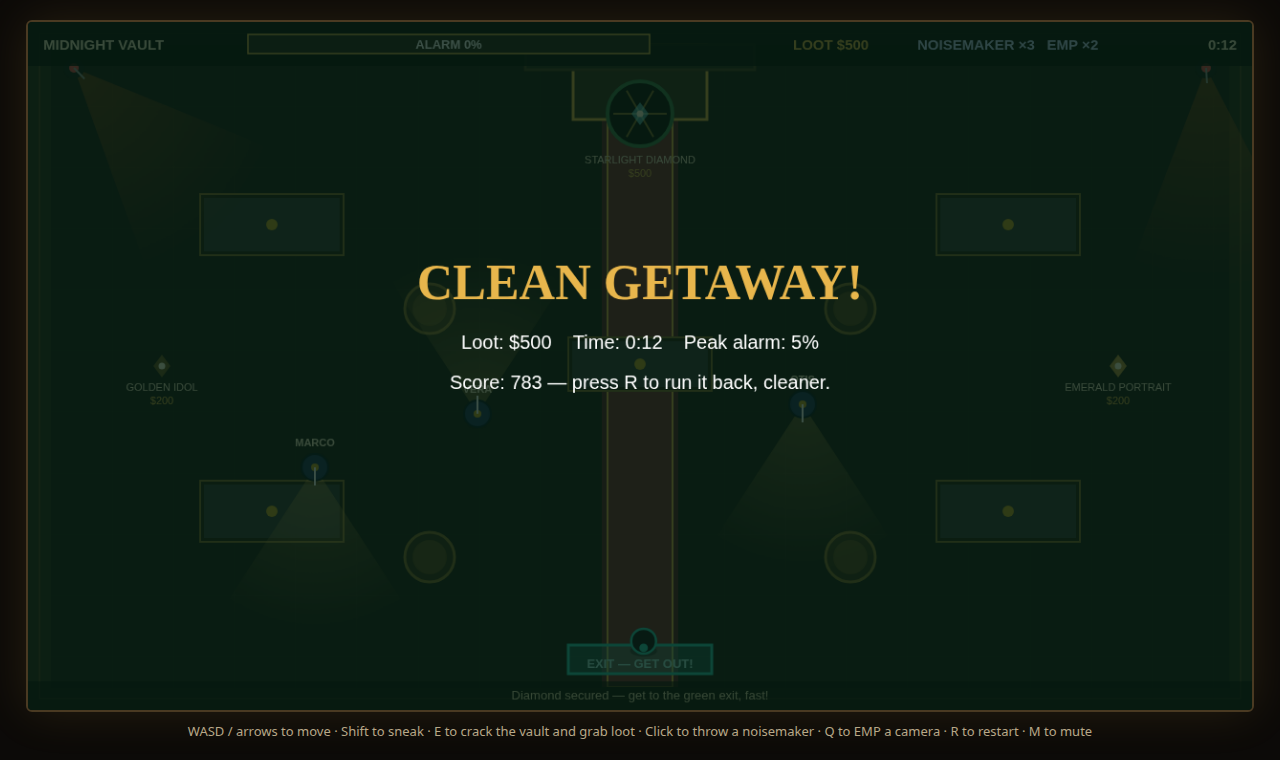 MIDNIGHT VAULT ALARM 0% LOOT $500 NOISEMAKER ×3 EMP ×2 0:12
STARLIGHT DIAMOND
$500
CLEAN GETAWAY!
Loot: $500 Time: 0:12 Peak alarm: 5%
Score: 783 — press R to run it back, cleaner.
GOLDEN IDOL
$200
EMERALD PORTRAIT
$200
MARCO
EXIT — GET OUT!
Diamond secured — get to the green exit, fast!
WASD / arrows to move · Shift to sneak · E to crack the vault and grab loot · Click to throw a noisemaker · Q to EMP a camera · R to restart · M to mute